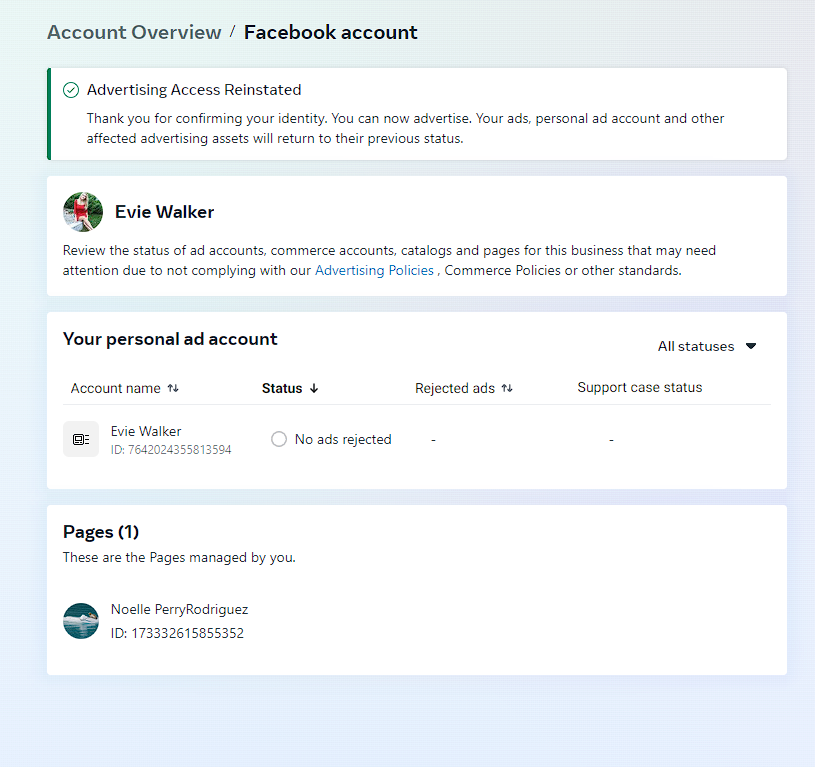 Account Overview / Facebook account
Advertising Access Reinstated
Thank you for confirming your identity. You can now advertise. Your ads, personal ad account and other
affected advertising assets will return to their previous status.
Evie Walker
Review the status of ad accounts, commerce accounts, catalogs and pages for this business that may need
attention due to not complying with our Advertising Policies , Commerce Policies or other standards.
Your personal ad account
All statuses
Account name Status Rejected ads Support case status
Evie Walker
ID: 7642024355813594
No ads rejected - -
Pages (1)
These are the Pages managed by you.
Noelle PerryRodriguez
ID: 173332615855352